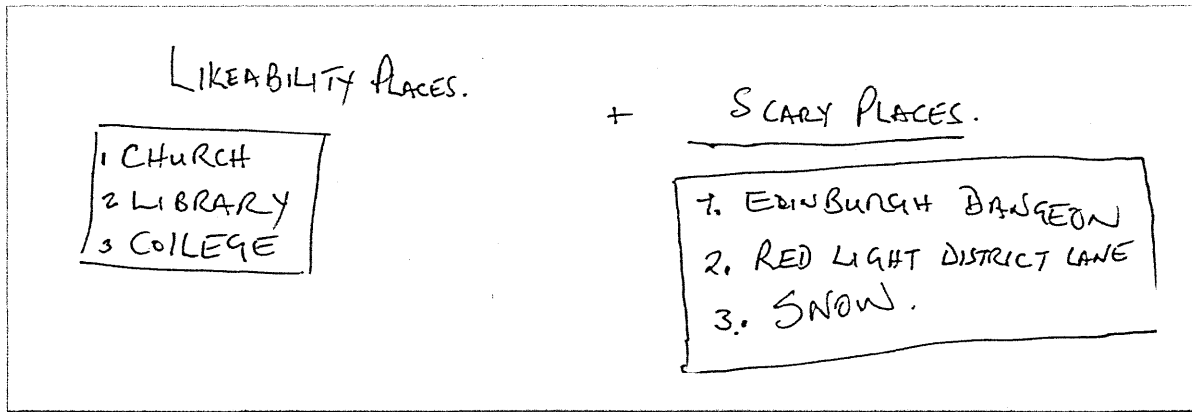 LIKEABILITY PLACES.
1 CHURCH
2 LIBRARY
3 COLLEGE
+ SCARY PLACES.
1. EDINBURGH DANGEON
2. RED LIGHT DISTRICT LANE
3. SNOW.